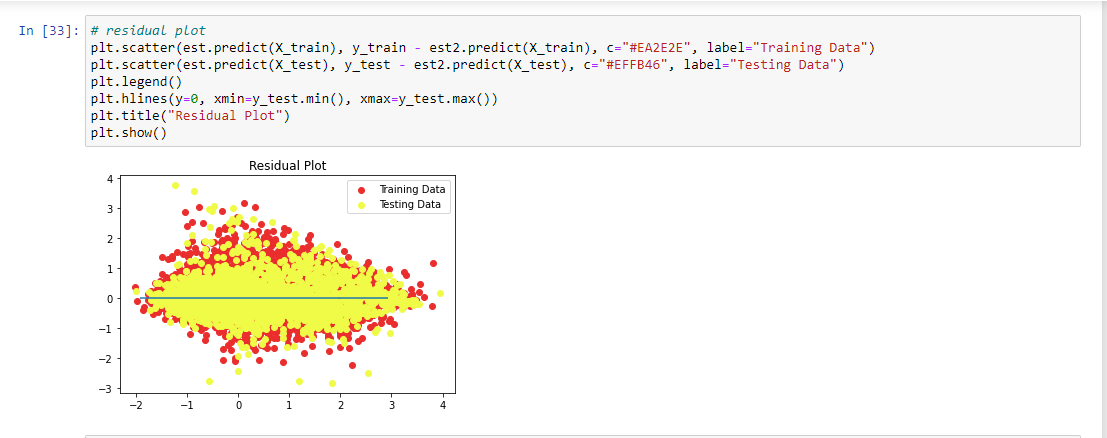 In [33]: # residual plot
plt.scatter(est.predict(X_train), y_train - est2.predict(X_train), c="#EA2E2E", label="Training Data")
plt.scatter(est.predict(X_test), y_test - est2.predict(X_test), c="#EFFB46", label="Testing Data")
plt.legend()
plt.hlines(y=0, xmin=y_test.min(), xmax=y_test.max())
plt.title("Residual Plot")
plt.show()
Residual Plot
Training Data
Testing Data
4
3
2
1
0
−1
−2
−3
−2 −1 0 1 2 3 4